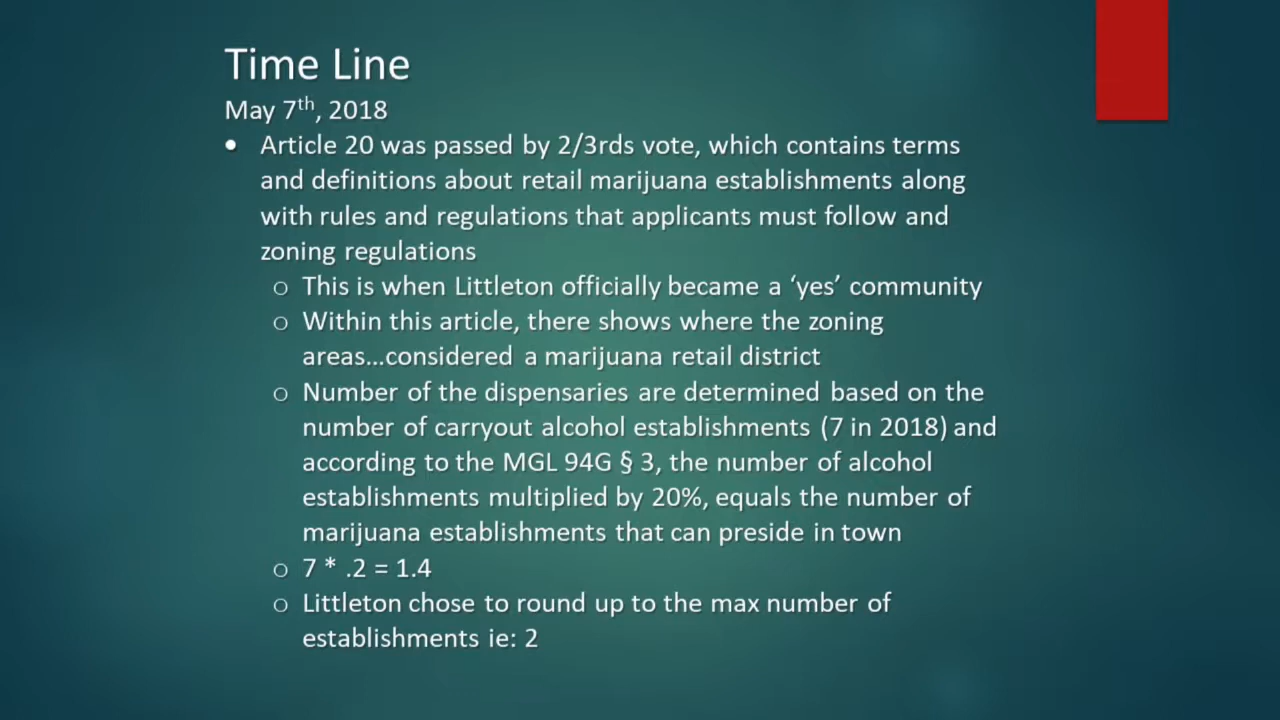 Time Line
May 7th, 2018
• Article 20 was passed by 2/3rds vote, which contains terms
and definitions about retail marijuana establishments along
with rules and regulations that applicants must follow and
zoning regulations
o This is when Littleton officially became a ‘yes’ community
o Within this article, there shows where the zoning
areas…considered a marijuana retail district
o Number of the dispensaries are determined based on the
number of carryout alcohol establishments (7 in 2018) and
according to the MGL 94G § 3, the number of alcohol
establishments multiplied by 20%, equals the number of
marijuana establishments that can preside in town
o 7 * .2 = 1.4
o Littleton chose to round up to the max number of
establishments ie: 2